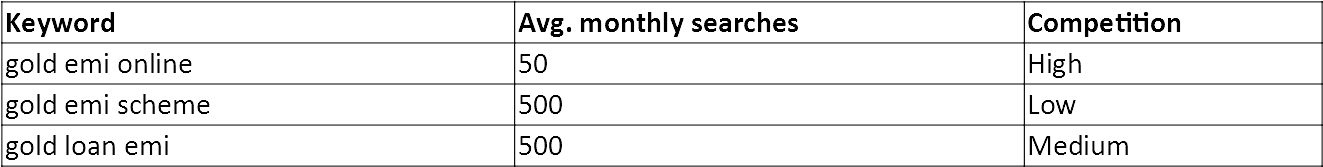 Keyword Avg. monthly searches Competition
gold emi online 50 High
gold emi scheme 500 Low
gold loan emi 500 Medium